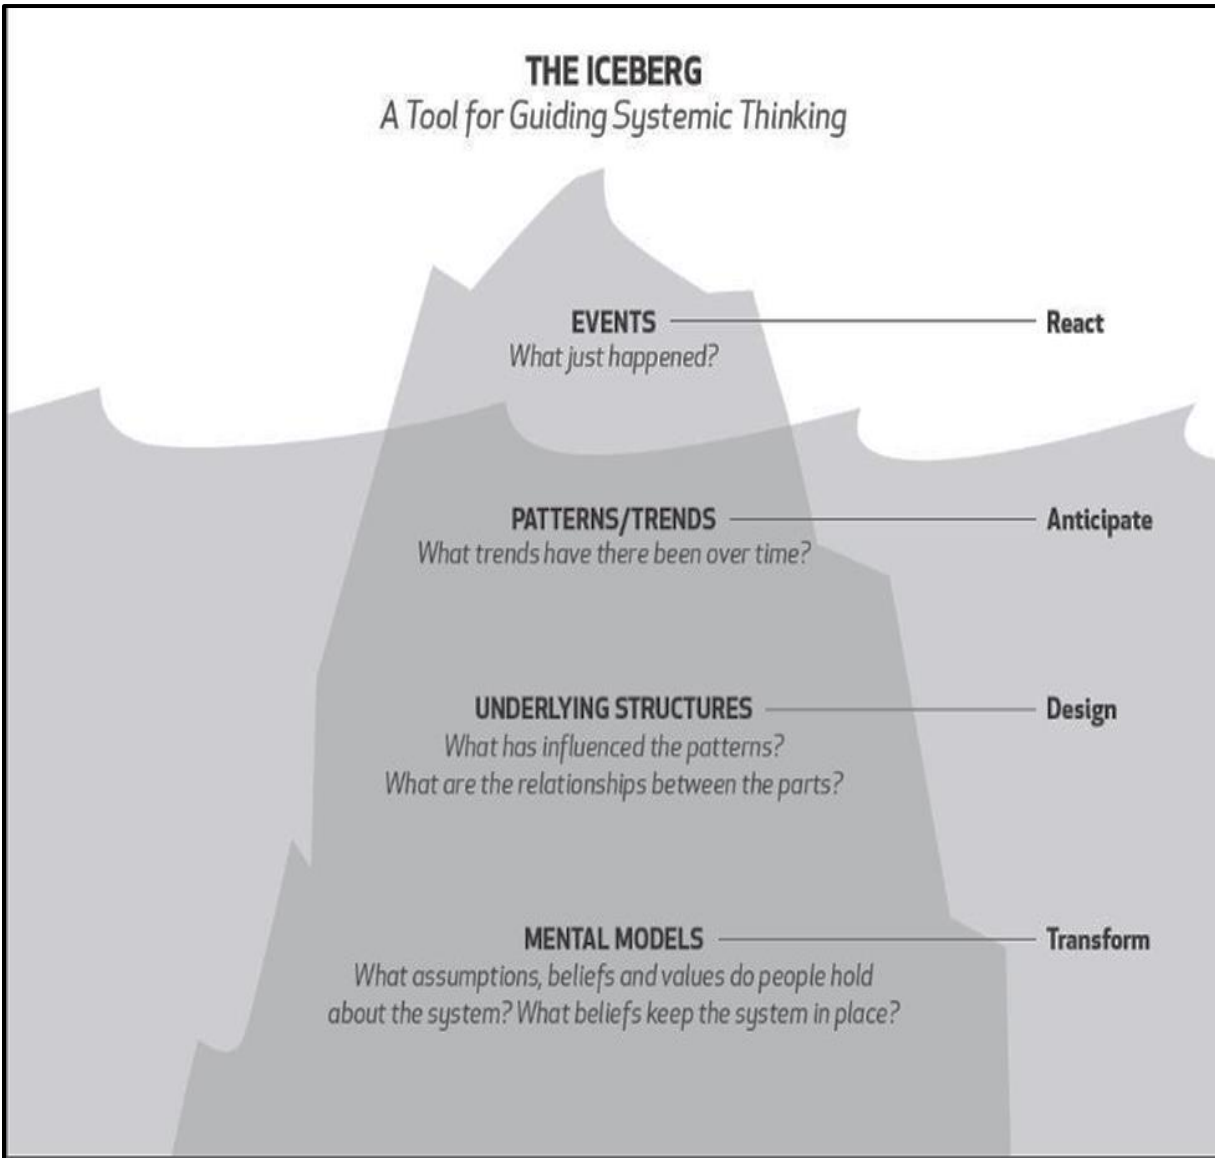 THE ICEBERG
A Tool for Guiding Systemic Thinking
EVENTS
React
What just happened?
PATTERNS/TRENDS
Anticipate
What trends have there been over time?
UNDERLYING STRUCTURES
Design
What has influenced the patterns?
What are the relationships between the parts?
MENTAL MODELS
Transform
What assumptions, beliefs and values do people hold
about the system? What beliefs keep the system in place?